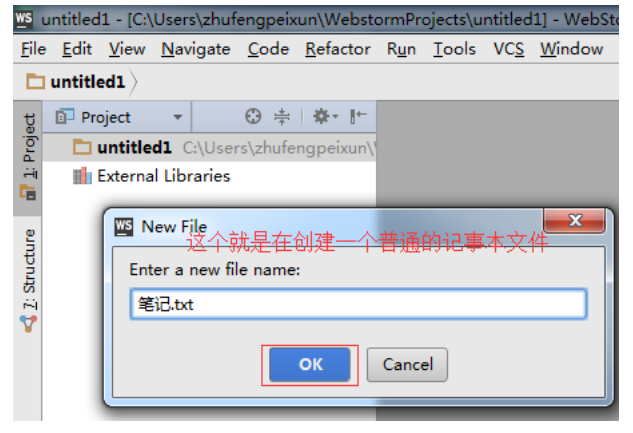 WS untitled1 - [C:\Users\zhufengpeixun\WebstormProjects\untitled1] - WebSto
File Edit View Navigate Code Refactor Run Tools VCS Window
untitled1
1: Project
Project
untitled1 C:\Users\zhufengpeixun\
External Libraries
7: Structure
WS New File
这个就是在创建一个普通的记事本文件
Enter a new file name:
笔记.txt
OK Cancel